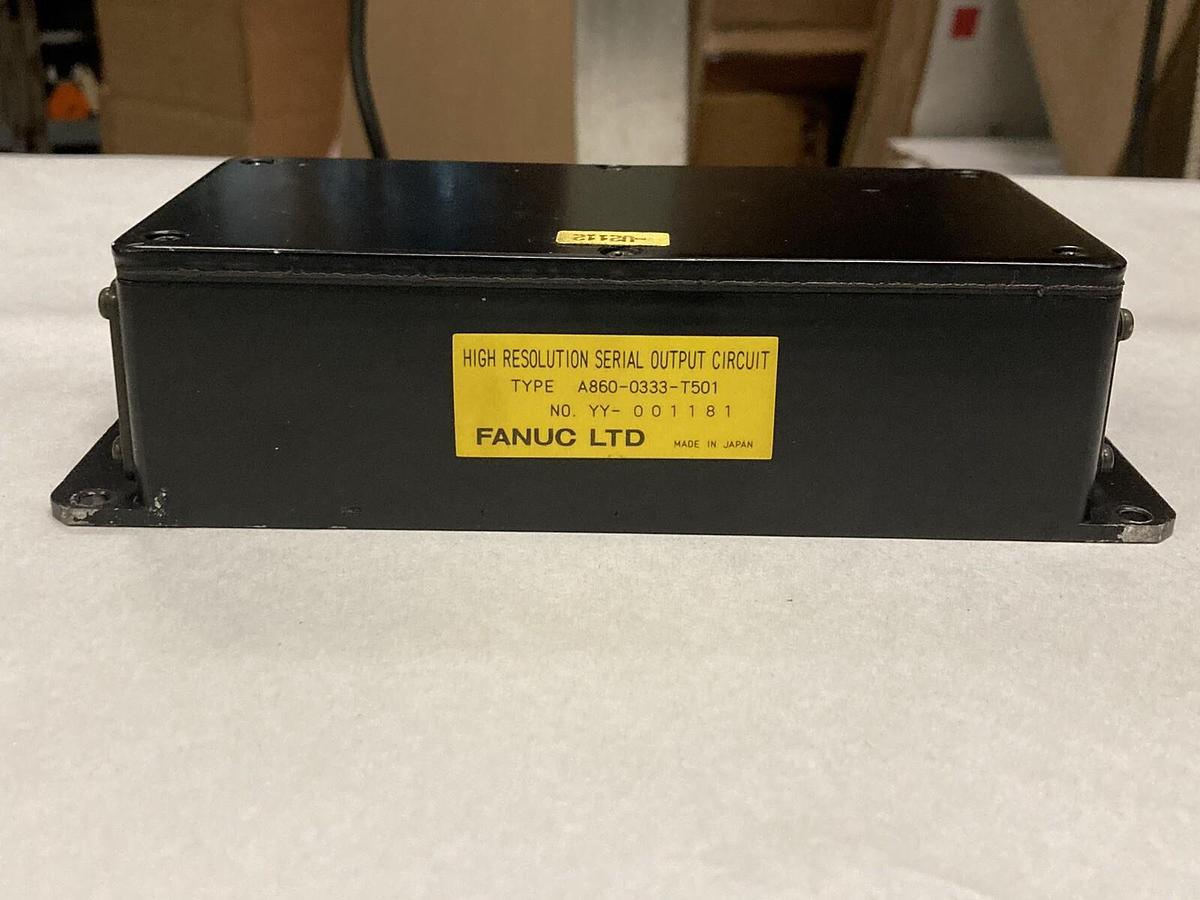 HIGH RESOLUTION SERIAL OUTPUT CIRCUIT
TYPE A860-0333-T501
NO. YY- 001181
FANUC LTD MADE IN JAPAN